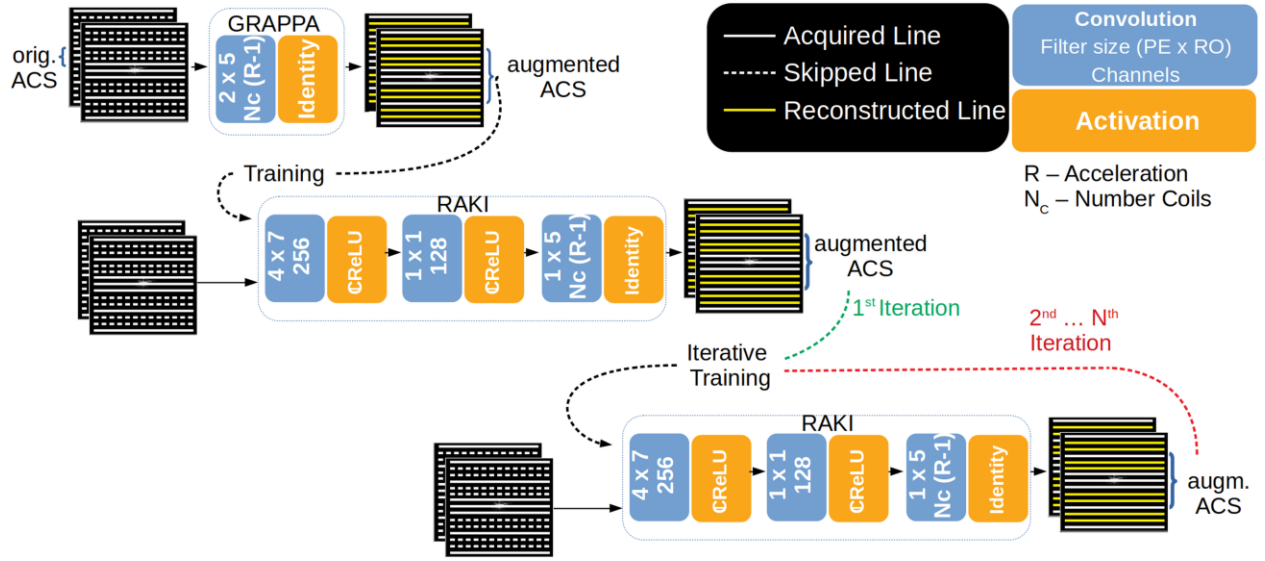 GRAPPA
orig.
ACS
2 x 5
Nc (R-1)
Identity
augmented
ACS
Acquired Line
Skipped Line
Reconstructed Line
Convolution
Filter size (PE x RO)
Channels
Activation
R – Acceleration
N_C – Number Coils
Training
RAKI
4 x 7
256
ℂReLU
1 x 1
128
ℂReLU
1 x 5
Nc (R-1)
Identity
augmented
ACS
1st Iteration
2nd ... Nth
Iteration
Iterative
Training
RAKI
4 x 7
256
ℂReLU
1 x 1
128
ℂReLU
1 x 5
Nc (R-1)
Identity
augm.
ACS